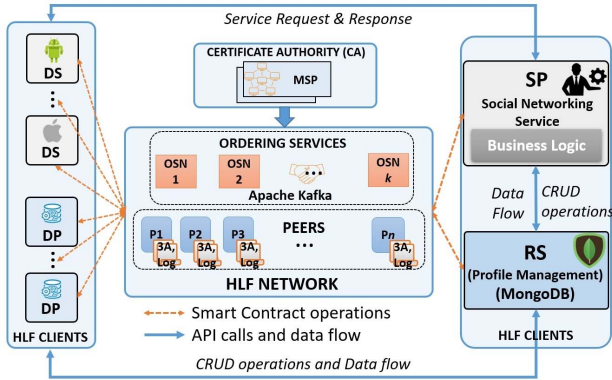 Service Request & Response
CERTIFICATE AUTHORITY (CA)
MSP
DS
DS
DP
DP
HLF CLIENTS
ORDERING SERVICES
OSN
1
OSN
2
OSN
k
Apache Kafka
PEERS
P1
3A,
Log
P2
3A,
Log
P3
3A,
Log
...
Pn
3A,
Log
HLF NETWORK
SP
Social Networking
Service
Business Logic
Data
Flow
CRUD
operations
RS
(Profile Management)
(MongoDB)
HLF CLIENTS
Smart Contract operations
API calls and data flow
CRUD operations and Data flow